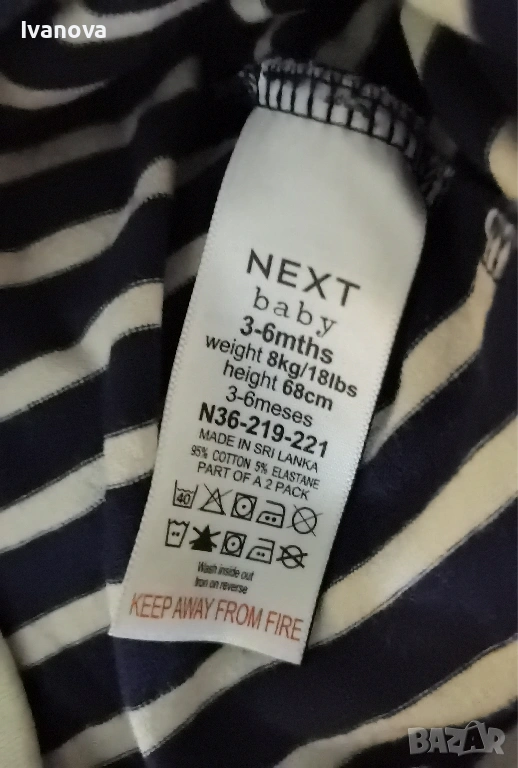 Ivanova
NEXT
baby
3-6mths
weight 8kg/18lbs
height 68cm
3-6meses
N36-219-221
MADE IN SRI LANKA
95% COTTON 5% ELASTANE
PART OF A 2 PACK
40
Wash inside out
Iron on reverse
KEEP AWAY FROM FIRE
BAZAR